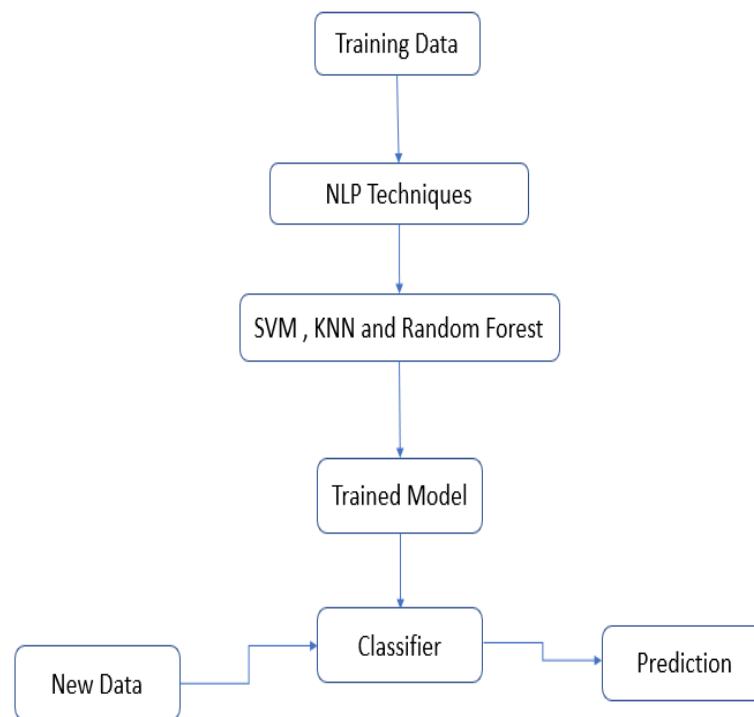 Training Data
NLP Techniques
SVM , KNN and Random Forest
Trained Model
Classifier
New Data
Prediction